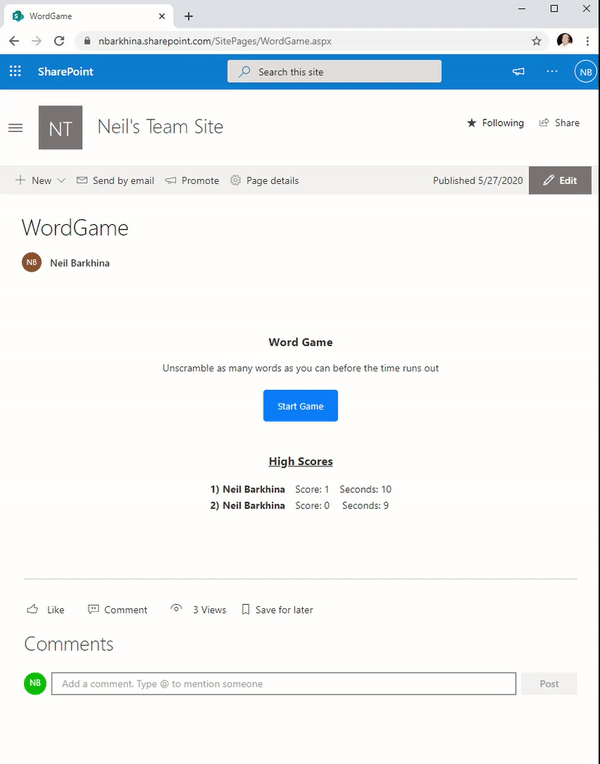 WordGame
nbarkhina.sharepoint.com/SitePages/WordGame.aspx
SharePoint Search this site NB
NT Neil's Team Site Following Share
New Send by email Promote Page details Published 5/27/2020 Edit
WordGame
NB Neil Barkhina
Word Game
Unscramble as many words as you can before the time runs out
Start Game
High Scores
1) Neil Barkhina Score: 1 Seconds: 10
2) Neil Barkhina Score: 0 Seconds: 9
Like Comment 3 Views Save for later
Comments
NB Add a comment. Type @ to mention someone Post